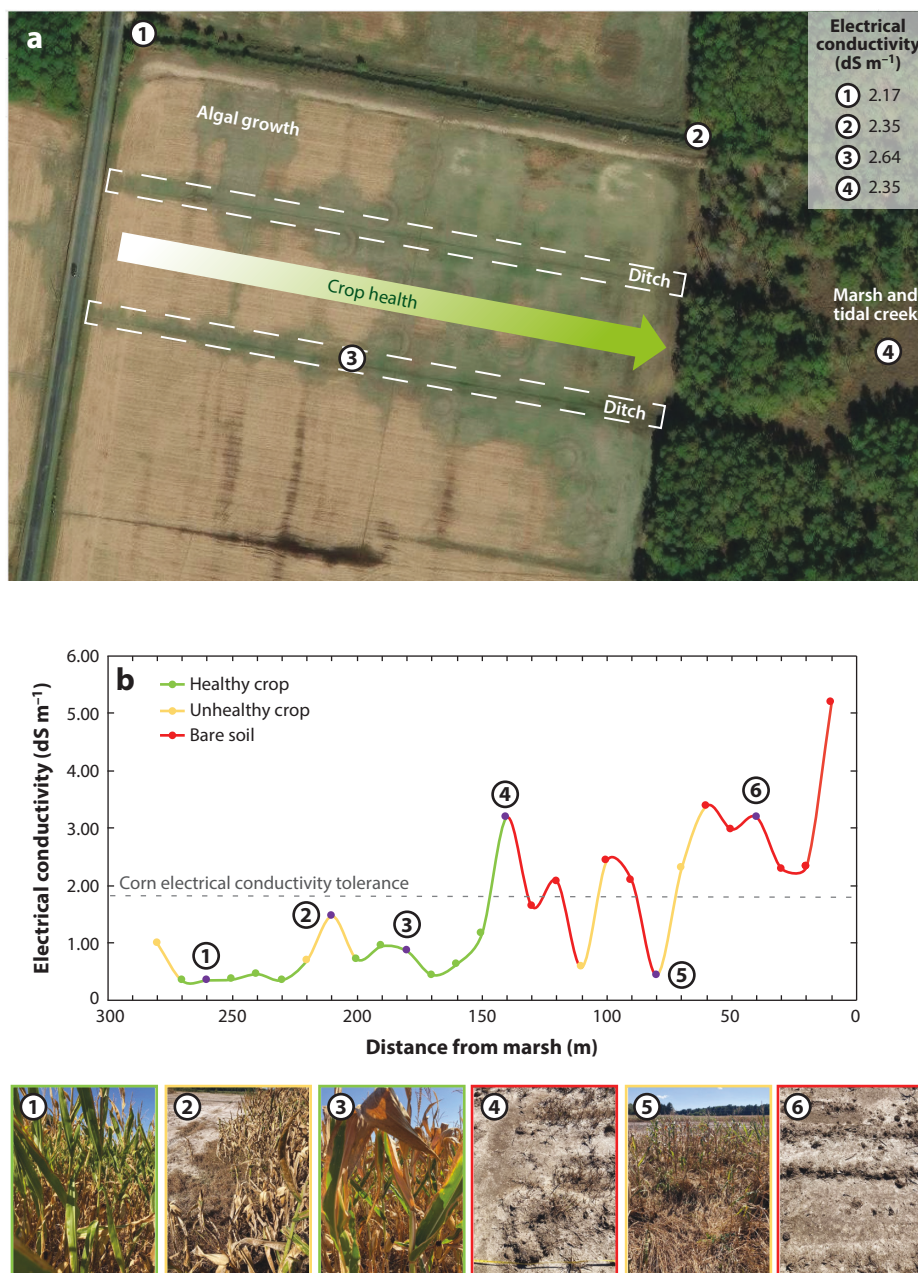 a
1
Electrical
conductivity
(dS m⁻¹)
1 2.17
2 2.35
3 2.64
4 2.35
2
Algal growth
Ditch
Crop health
Marsh and
tidal creek
4
3
Ditch
b
Healthy crop
Unhealthy crop
Bare soil
Electrical conductivity (dS m⁻¹)
6.00
5.00
4.00
3.00
2.00
1.00
0
Corn electrical conductivity tolerance
1
2
3
4
5
6
300
250
200
150
100
50
0
Distance from marsh (m)
1
2
3
4
5
6